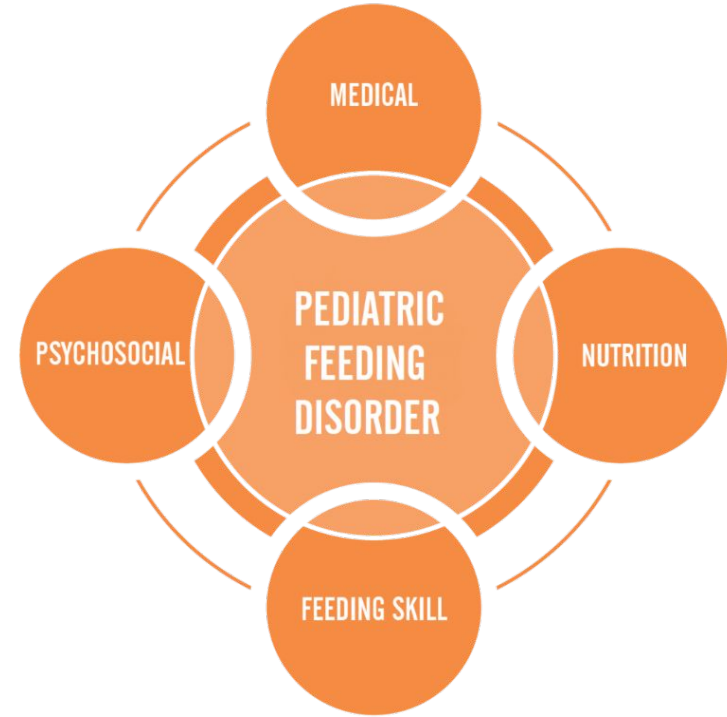 MEDICAL
PEDIATRIC
FEEDING
DISORDER
PSYCHOSOCIAL
NUTRITION
FEEDING SKILL